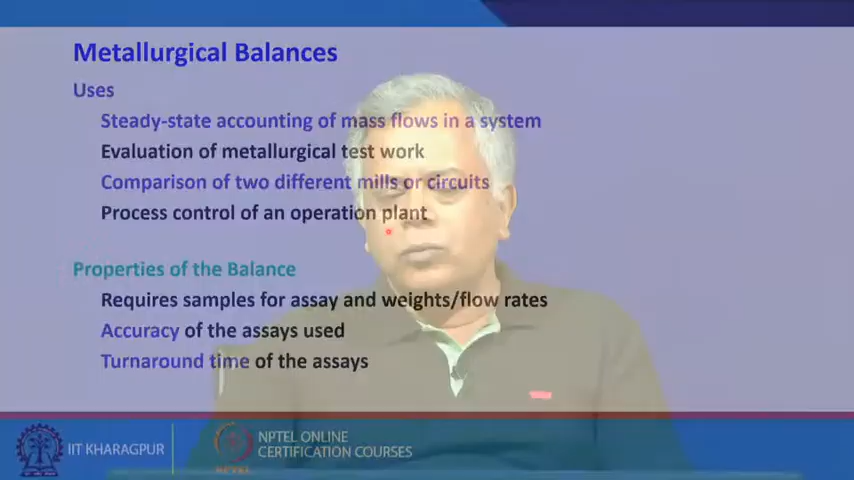 Metallurgical Balances
Uses
Steady-state accounting of mass flows in a system
Evaluation of metallurgical test work
Comparison of two different mills or circuits
Process control of an operation plant
Properties of the Balance
Requires samples for assay and weights/flow rates
Accuracy of the assays used
Turnaround time of the assays
IIT KHARAGPUR
NPTEL ONLINE
CERTIFICATION COURSES
NPTEL